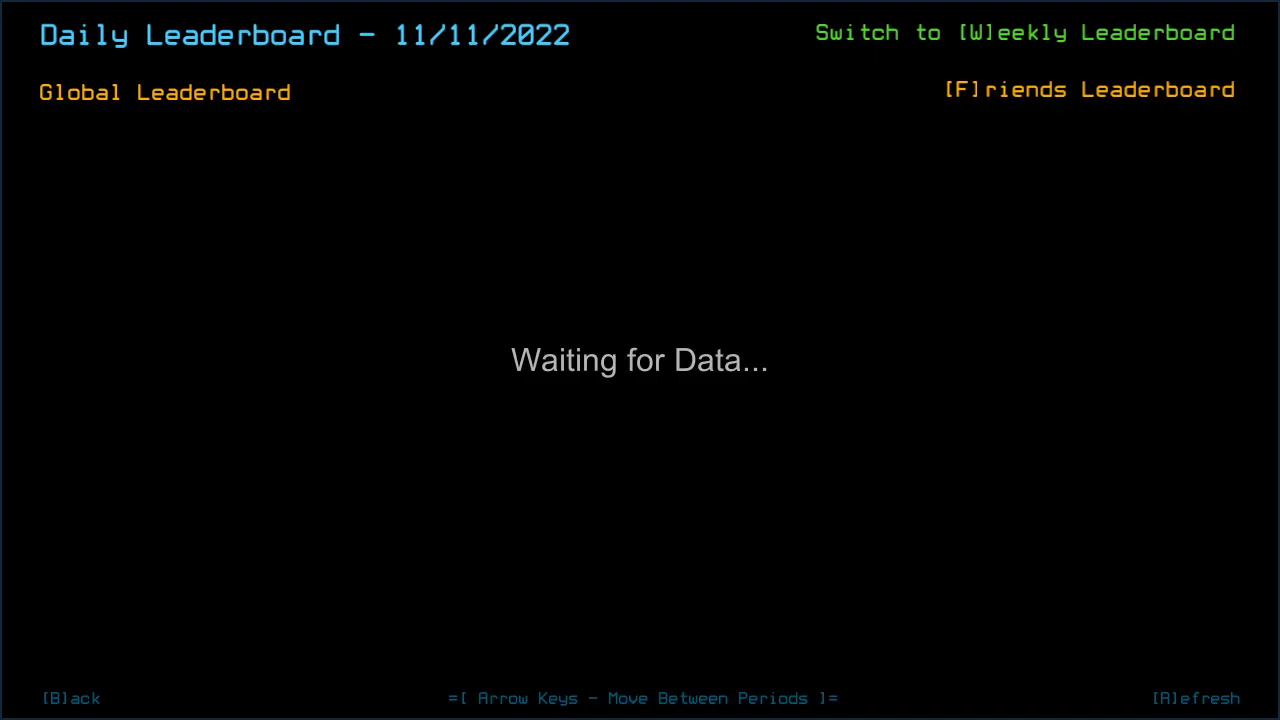 Daily Leaderboard - 11/11/2022
Switch to [W]eekly Leaderboard
Global Leaderboard
[F]riends Leaderboard
Waiting for Data...
[B]ack
=[ Arrow Keys - Move Between Periods ]=
[R]efresh